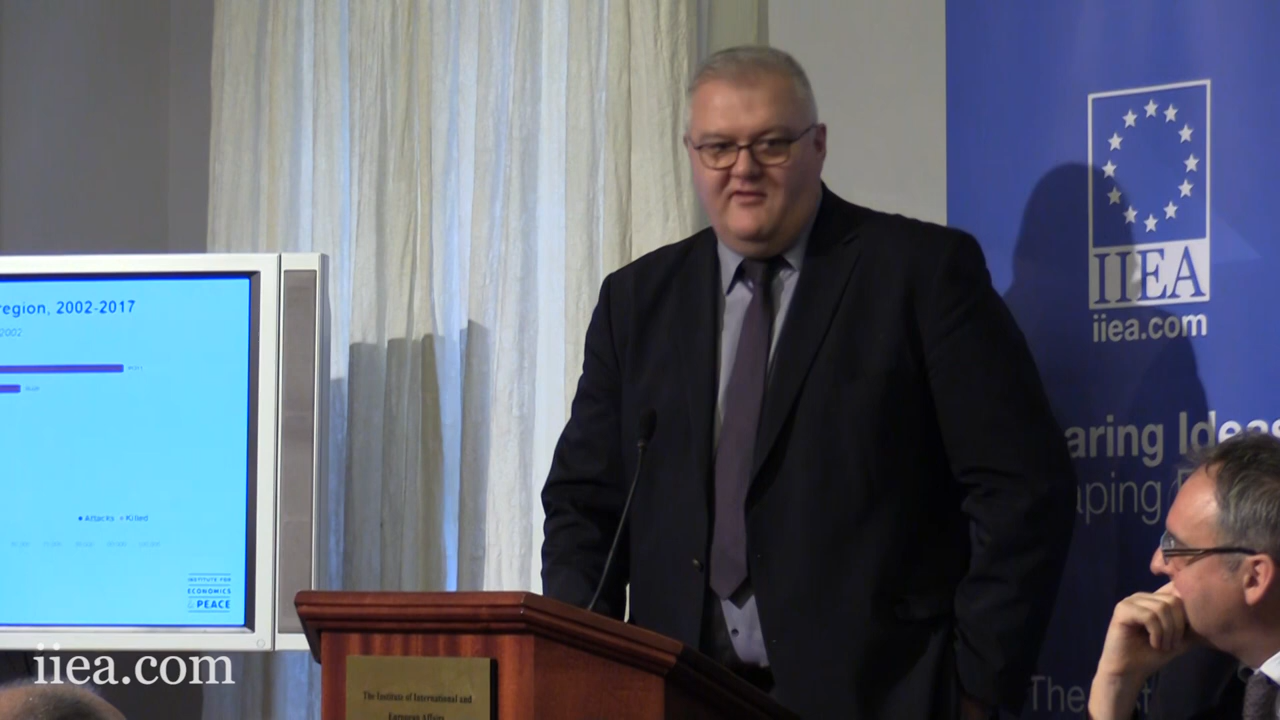 region, 2002-2017
2002
Attacks Killed
INSTITUTE FOR
ECONOMICS
& PEACE
iiea.com
The Institute of International and
European Affairs
IIEA
iiea.com
aring Ideas
aping
The